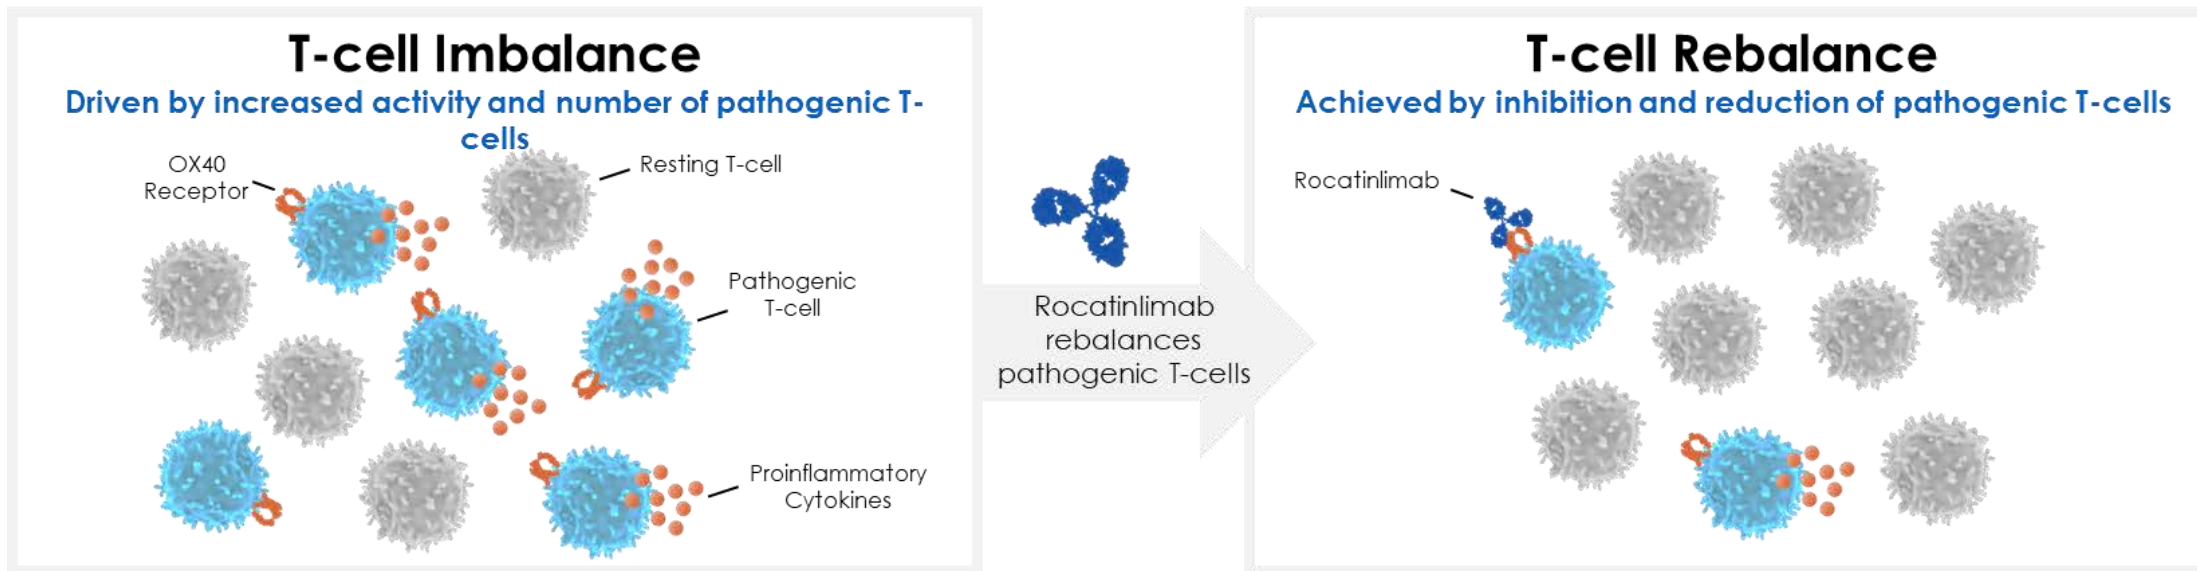 T-cell Imbalance
Driven by increased activity and number of pathogenic T-
cells
OX40
Receptor
Resting T-cell
Pathogenic
T-cell
Proinflammatory
Cytokines
Rocatinlimab
rebalances
pathogenic T-cells
T-cell Rebalance
Achieved by inhibition and reduction of pathogenic T-cells
Rocatinlimab